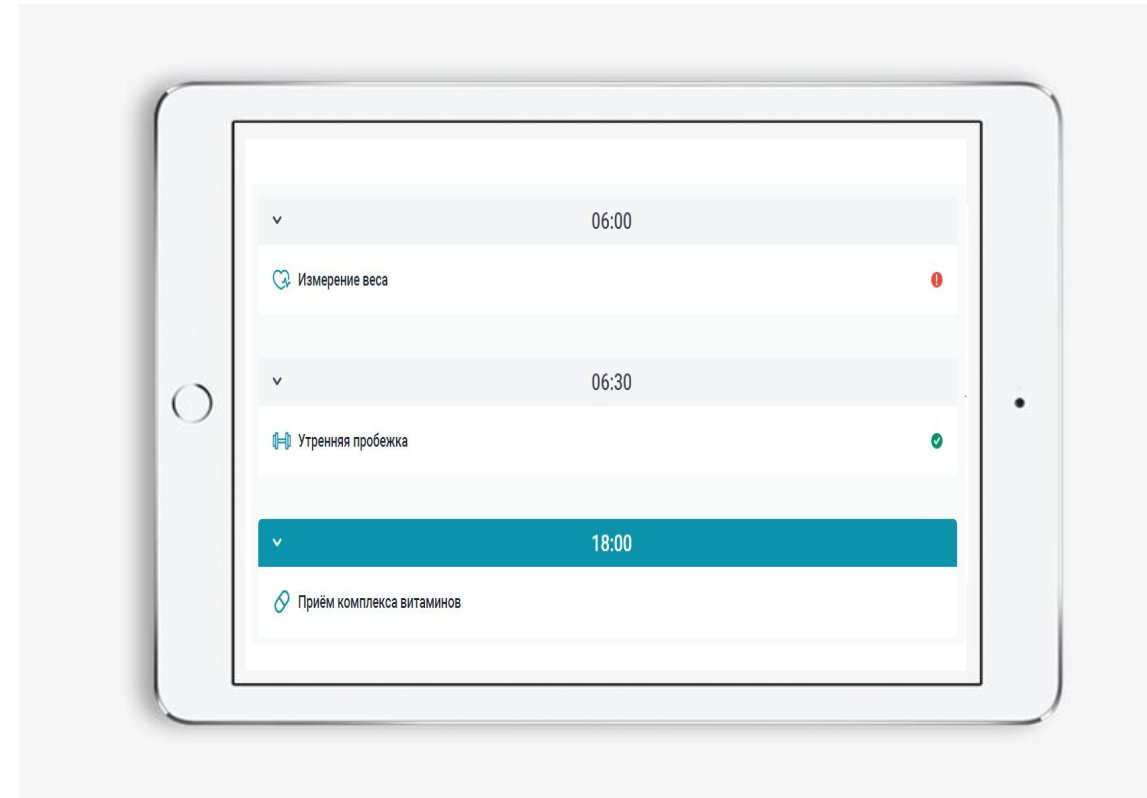 06:00
Измерение веса
06:30
Утренняя пробежка
18:00
Приём комплекса витаминов